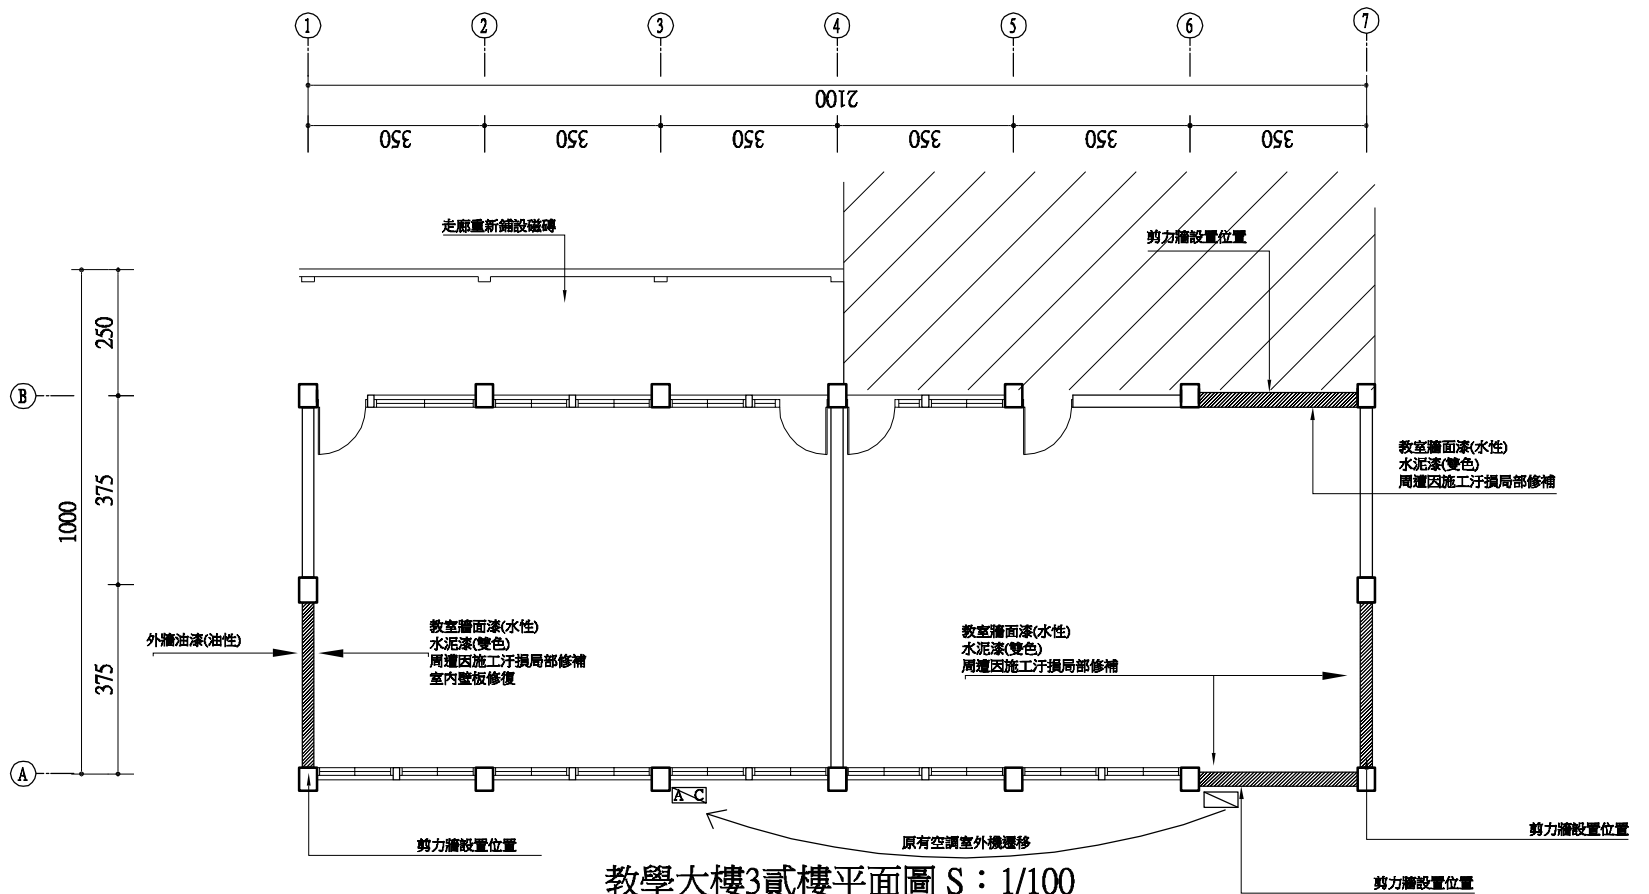 1
2
3
4
5
6
7
2100
350
350
350
350
350
350
走廊重新鋪設磁磚
剪力牆設置位置
250
B
375
1000
教室牆面漆(水性)
水泥漆(雙色)
周遭因施工汙損局部修補
外牆油漆(油性)
教室牆面漆(水性)
水泥漆(雙色)
周遭因施工汙損局部修補
室內壁板修復
教室牆面漆(水性)
水泥漆(雙色)
周遭因施工汙損局部修補
375
A
A C
原有空調室外機遷移
剪力牆設置位置
剪力牆設置位置
剪力牆設置位置
教學大樓3貳樓平面圖 S：1/100